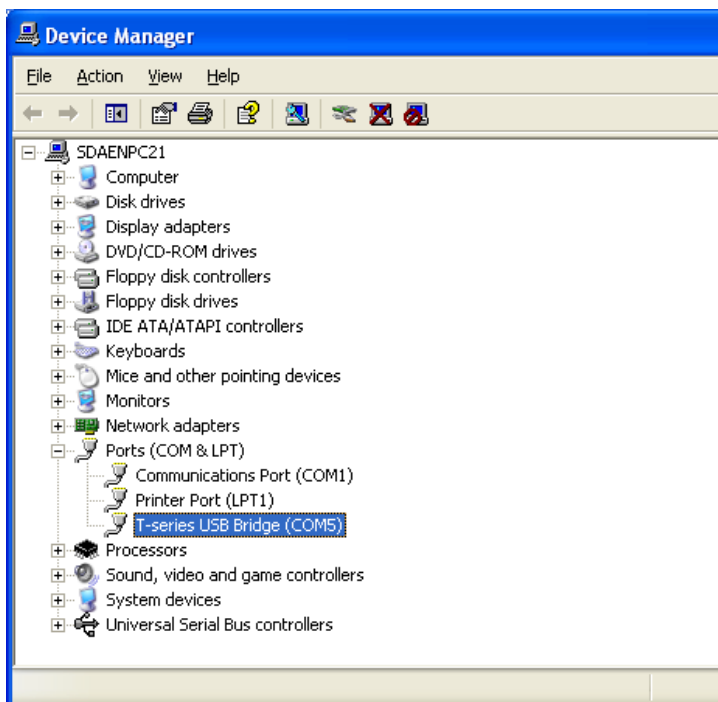 Device Manager
File Action View Help
SDAENPC21
Computer
Disk drives
Display adapters
DVD/CD-ROM drives
Floppy disk controllers
Floppy disk drives
IDE ATA/ATAPI controllers
Keyboards
Mice and other pointing devices
Monitors
Network adapters
Ports (COM & LPT)
Communications Port (COM1)
Printer Port (LPT1)
T-series USB Bridge (COM5)
Processors
Sound, video and game controllers
System devices
Universal Serial Bus controllers